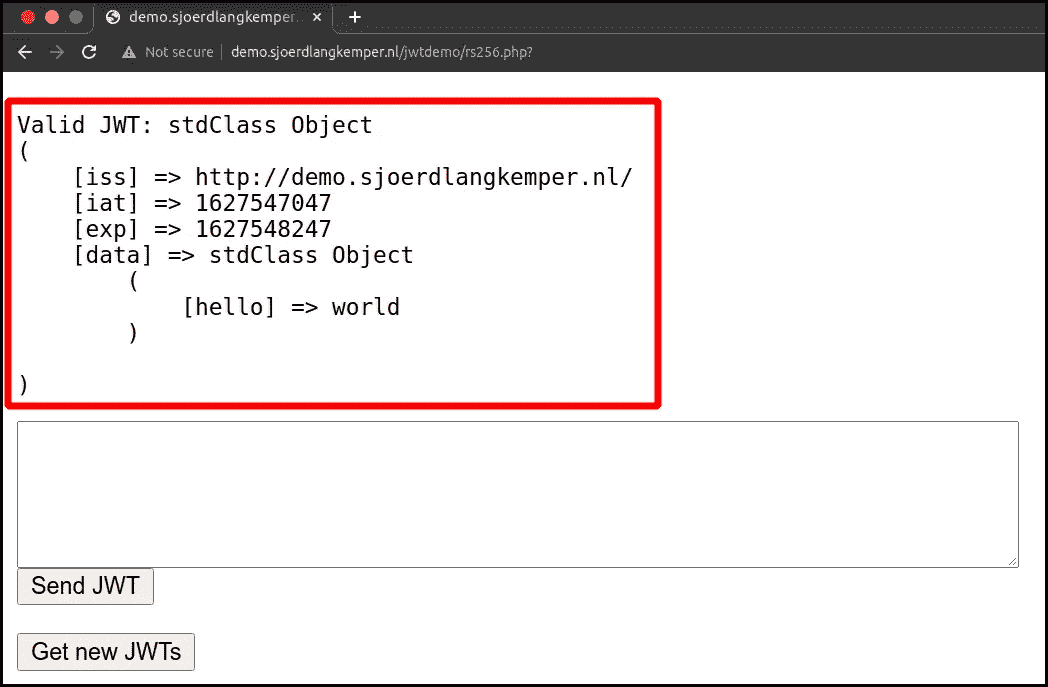 demo.sjoerdlangkemper.
Not secure demo.sjoerdlangkemper.nl/jwtdemo/rs256.php?
Valid JWT: stdClass Object
(
    [iss] => http://demo.sjoerdlangkemper.nl/
    [iat] => 1627547047
    [exp] => 1627548247
    [data] => stdClass Object
        (
            [hello] => world
        )
)
Send JWT
Get new JWTs